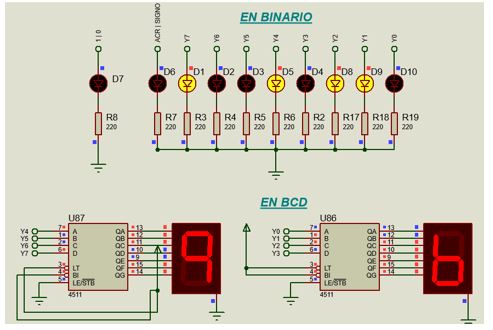 EN BINARIO
1 | 0
ACR | SIGNO
Y7
Y6
Y5
Y4
Y3
Y2
Y1
Y0
D7
D6
D1
D2
D3
D5
D4
D8
D9
D10
R8
R7
R3
R4
R5
R6
R2
R17
R18
R19
220
220
220
220
220
220
220
220
220
220
EN BCD
U87
U86
Y4 7 A QA 13
Y5 1 B QB 12
Y6 2 C QC 11
Y7 6 D QD 10
QE 9
3 LT QF 15
4 BI QG 14
5 LE/STB
4511
Y0 7 A QA 13
Y1 1 B QB 12
Y2 2 C QC 11
Y3 6 D QD 10
QE 9
3 LT QF 15
4 BI QG 14
5 LE/STB
4511
9
6